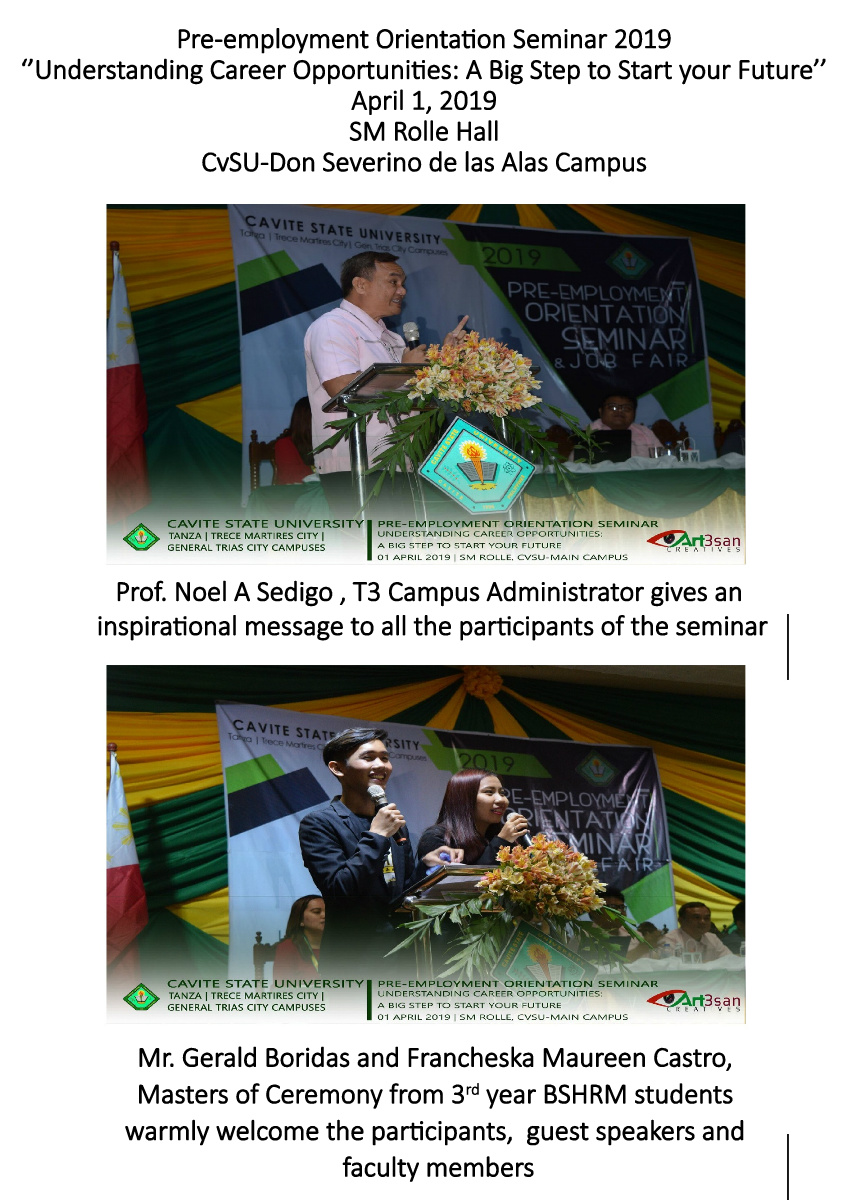 Pre-employment Orientation Seminar 2019
‘’Understanding Career Opportunities: A Big Step to Start your Future’’
April 1, 2019
SM Rolle Hall
CvSU-Don Severino de las Alas Campus
CAVITE STATE UNIVERSITY
Tanza | Trece Martires City | Gen. Trias City Campuses
2019
PRE-EMPLOYMENT
ORIENTATION
SEMINAR
& JOB FAIR
CAVITE STATE UNIVERSITY
TANZA | TRECE MARTIRES CITY |
GENERAL TRIAS CITY CAMPUSES
PRE-EMPLOYMENT ORIENTATION SEMINAR
UNDERSTANDING CAREER OPPORTUNITIES:
A BIG STEP TO START YOUR FUTURE
01 APRIL 2019 | SM ROLLE, CVSU-MAIN CAMPUS
Art3san
CREATIVES
Prof. Noel A Sedigo , T3 Campus Administrator gives an
inspirational message to all the participants of the seminar
CAVITE STATE
RSITY
Tanza | Trece Martires
Campuses
2019
PRE-EMPLOYMENT
ORIENTATION
SEMINAR
FAIR
CAVITE STATE UNIVERSITY
TANZA | TRECE MARTIRES CITY |
GENERAL TRIAS CITY CAMPUSES
PRE-EMPLOYMENT ORIENTATION SEMINAR
UNDERSTANDING CAREER OPPORTUNITIES:
A BIG STEP TO START YOUR FUTURE
01 APRIL 2019 | SM ROLLE, CVSU-MAIN CAMPUS
Art3san
CREATIVES
Mr. Gerald Boridas and Francheska Maureen Castro,
Masters of Ceremony from 3rd year BSHRM students
warmly welcome the participants,  guest speakers and
faculty members